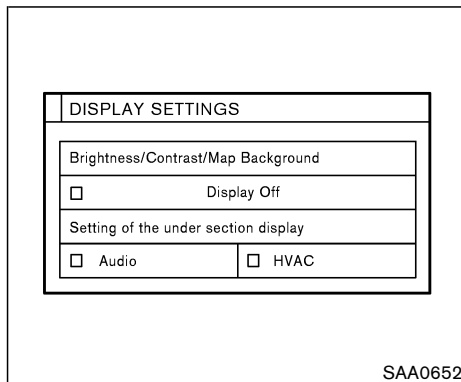 DISPLAY SETTINGS
Brightness/Contrast/Map Background
Display Off
Setting of the under section display
Audio HVAC
SAA0652